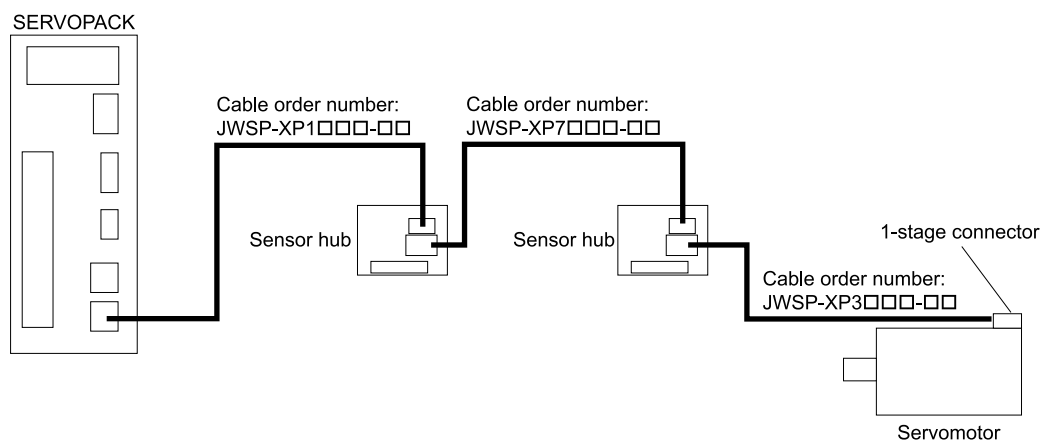 SERVOPACK
Cable order number:
JWSP-XP1□□□-□□
Cable order number:
JWSP-XP7□□□-□□
Sensor hub
Sensor hub
1-stage connector
Cable order number:
JWSP-XP3□□□-□□
Servomotor